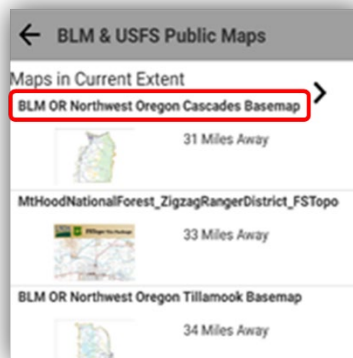 BLM & USFS Public Maps
Maps in Current Extent
BLM OR Northwest Oregon Cascades Basemap
31 Miles Away
MtHoodNationalForest_ZigzagRangerDistrict_FSTopo
33 Miles Away
BLM OR Northwest Oregon Tillamook Basemap
34 Miles Away